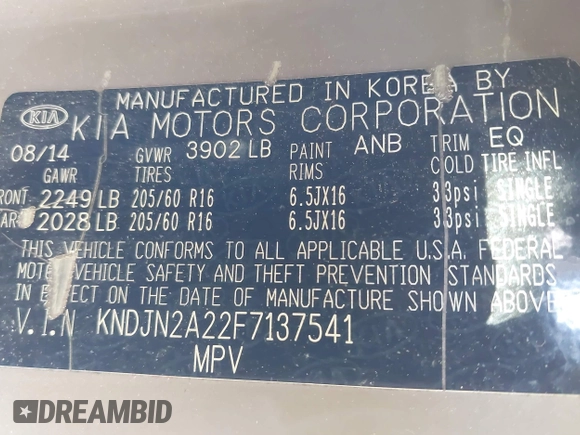 MANUFACTURED IN KOREA BY
KIA KIA MOTORS CORPORATION
08/14 GVWR 3902 LB PAINT ANB TRIM EQ
GAWR TIRES RIMS COLD TIRE INFL
FRONT 2249 LB 205/60 R16 6.5JX16 33psi SINGLE
2028 LB 205/60 R16 6.5JX16 33psi SINGLE
THIS VEHICLE CONFORMS TO ALL APPLICABLE U.S.A. FEDERAL
MOTOR VEHICLE SAFETY AND THEFT PREVENTION STANDARDS
IN EFFECT ON THE DATE OF MANUFACTURE SHOWN ABOVE
V.I.N KNDJN2A22F7137541
MPV
DREAMBID